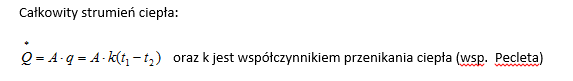 Całkowity strumień ciepła:
Q̇ = A · q = A · k(t₁ − t₂) oraz k jest współczynnikiem przenikania ciepła (wsp. Pecleta)